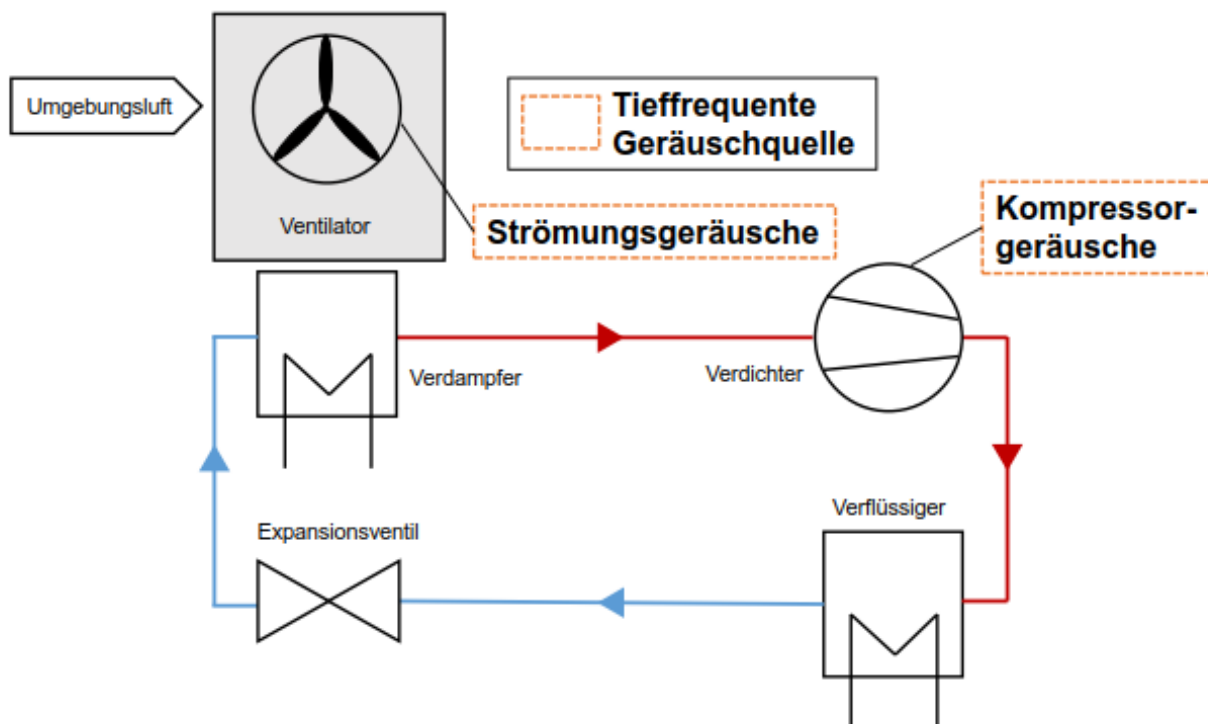 Umgebungsluft
Ventilator
Tieffrequente
Geräuschquelle
Strömungsgeräusche
Kompressor-
geräusche
Verdampfer
Verdichter
Expansionsventil
Verflüssiger